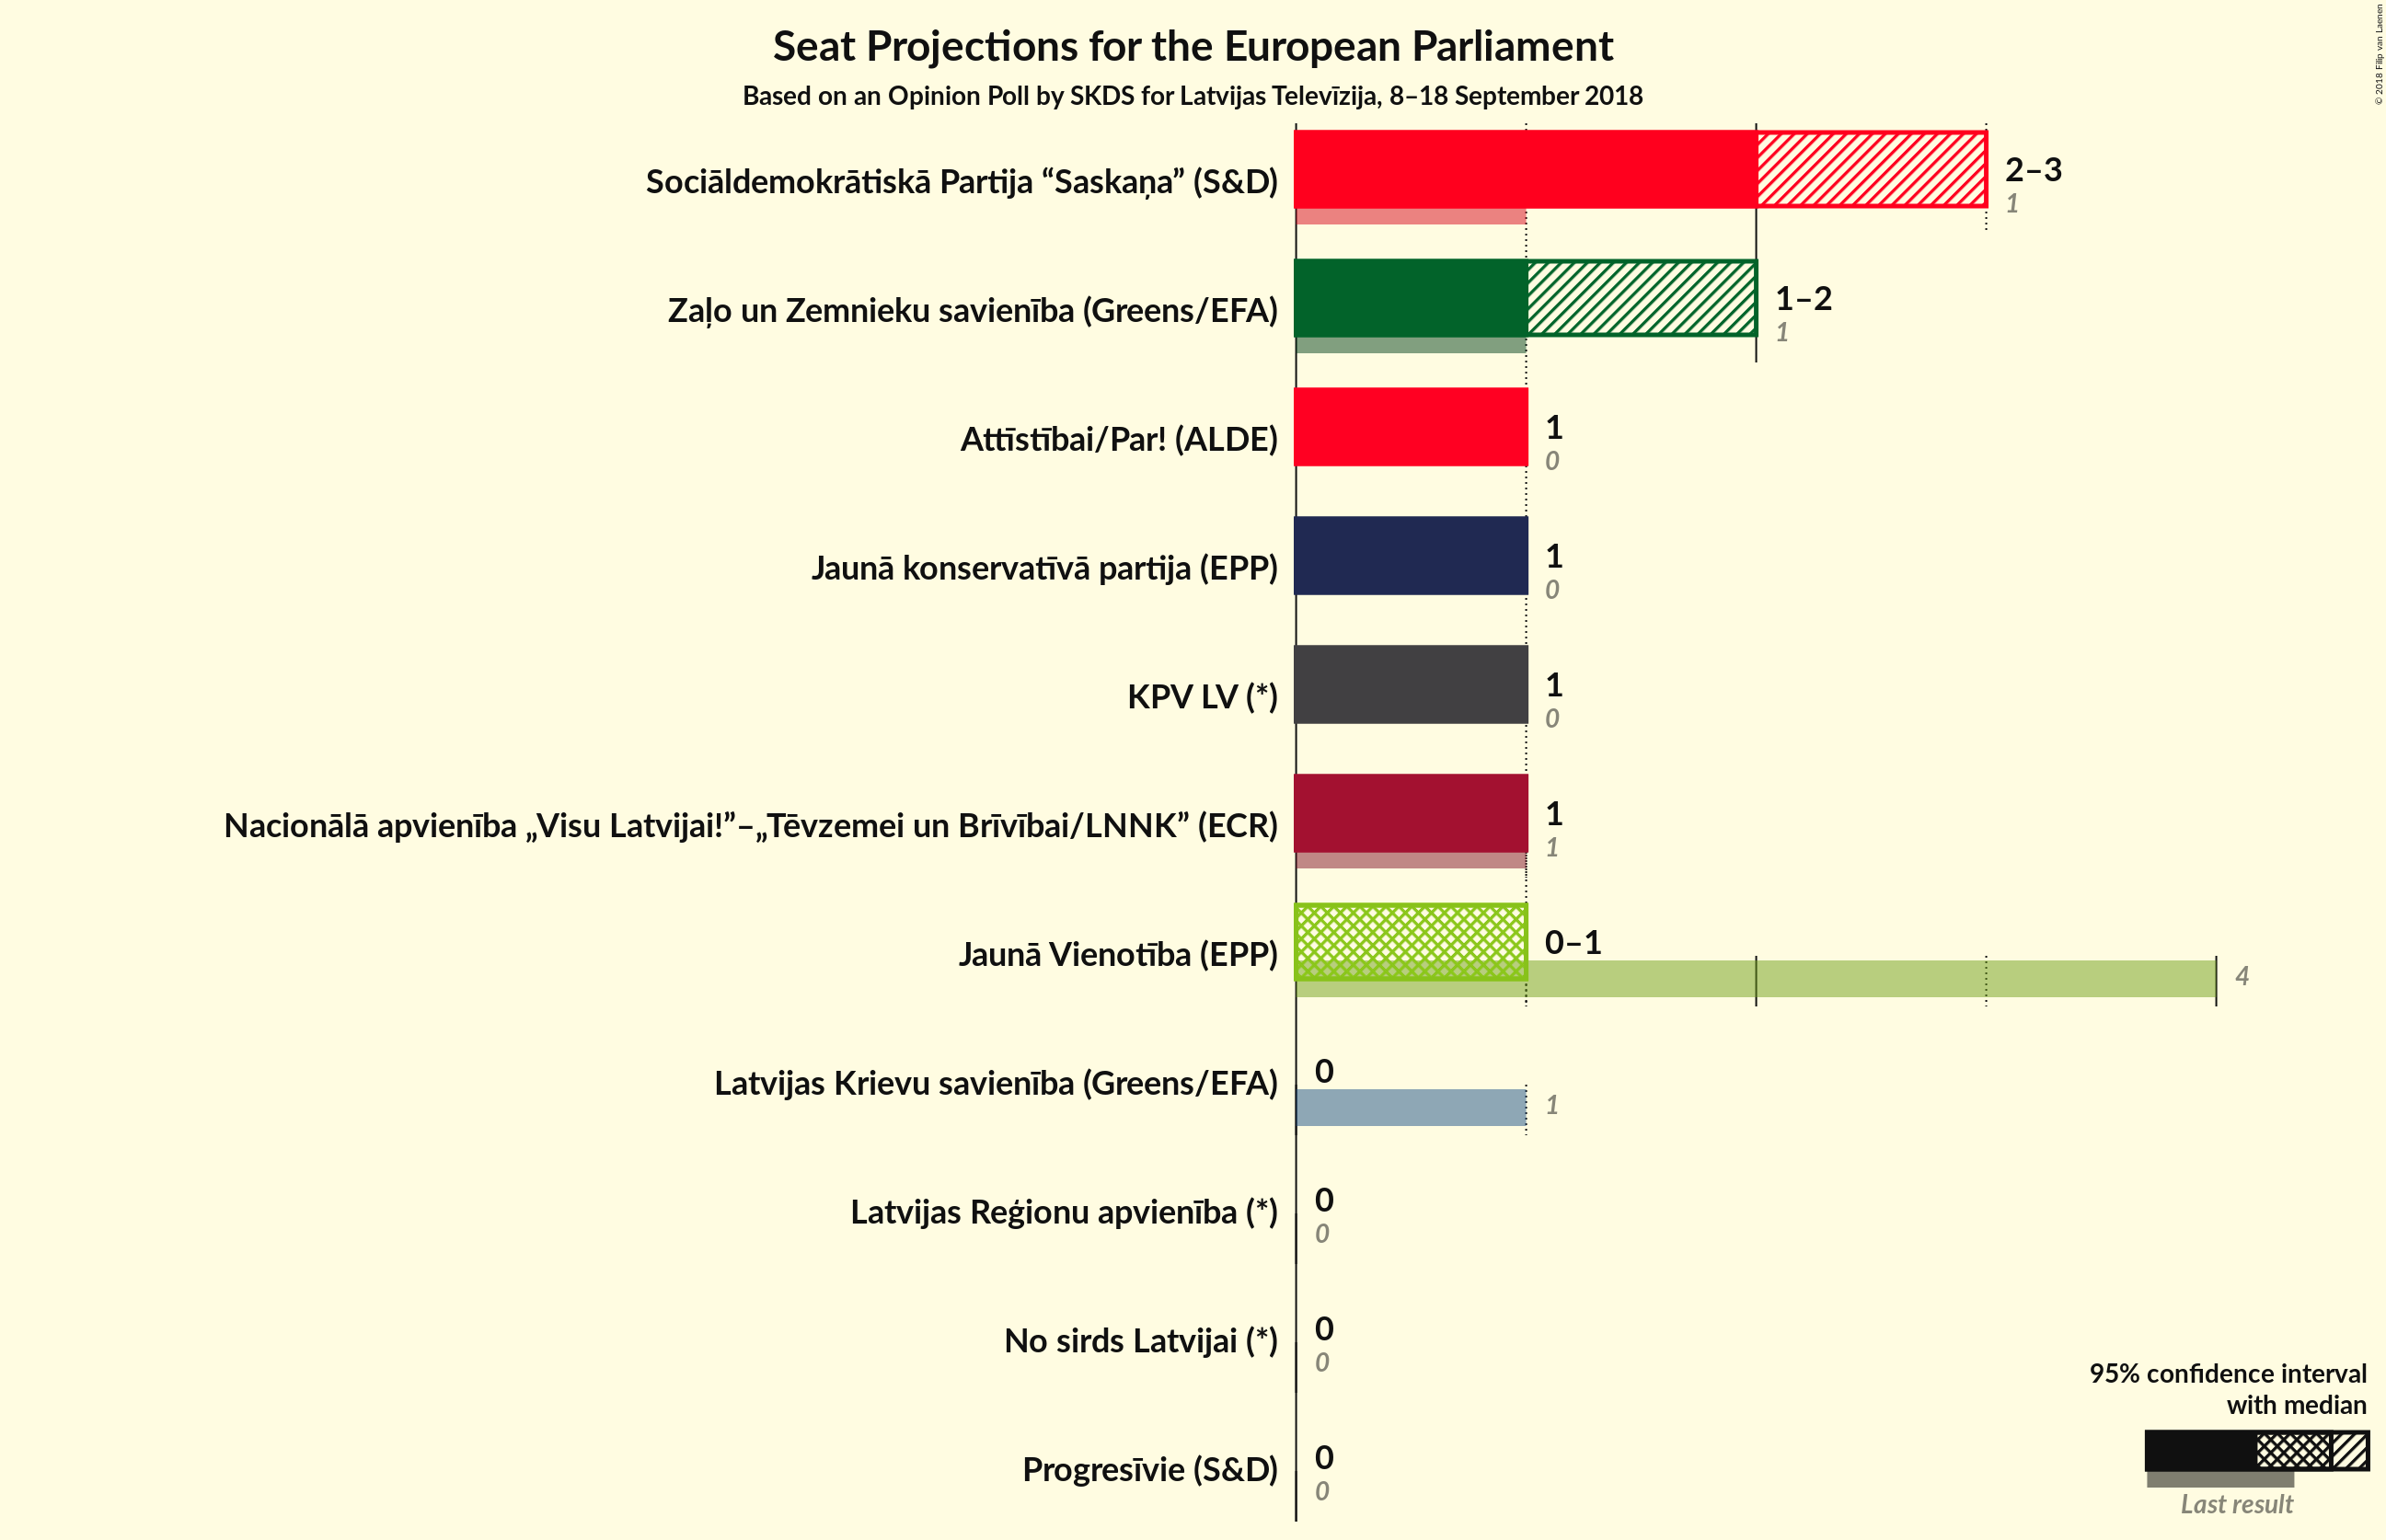 Seat Projections for the European Parliament
Based on an Opinion Poll by SKDS for Latvijas Televīzija, 8–18 September 2018
© 2018 Filip van Laenen
Sociāldemokrātiskā Partija “Saskaņa” (S&D)
2–3
1
Zaļo un Zemnieku savienība (Greens/EFA)
1–2
1
Attīstībai/Par! (ALDE)
1
0
Jaunā konservatīvā partija (EPP)
1
0
KPV LV (*)
1
0
Nacionālā apvienība „Visu Latvijai!”–„Tēvzemei un Brīvībai/LNNK” (ECR)
1
1
Jaunā Vienotība (EPP)
0–1
4
Latvijas Krievu savienība (Greens/EFA)
0
1
Latvijas Reģionu apvienība (*)
0
0
No sirds Latvijai (*)
0
0
Progresīvie (S&D)
0
0
95% confidence interval
with median
Last result